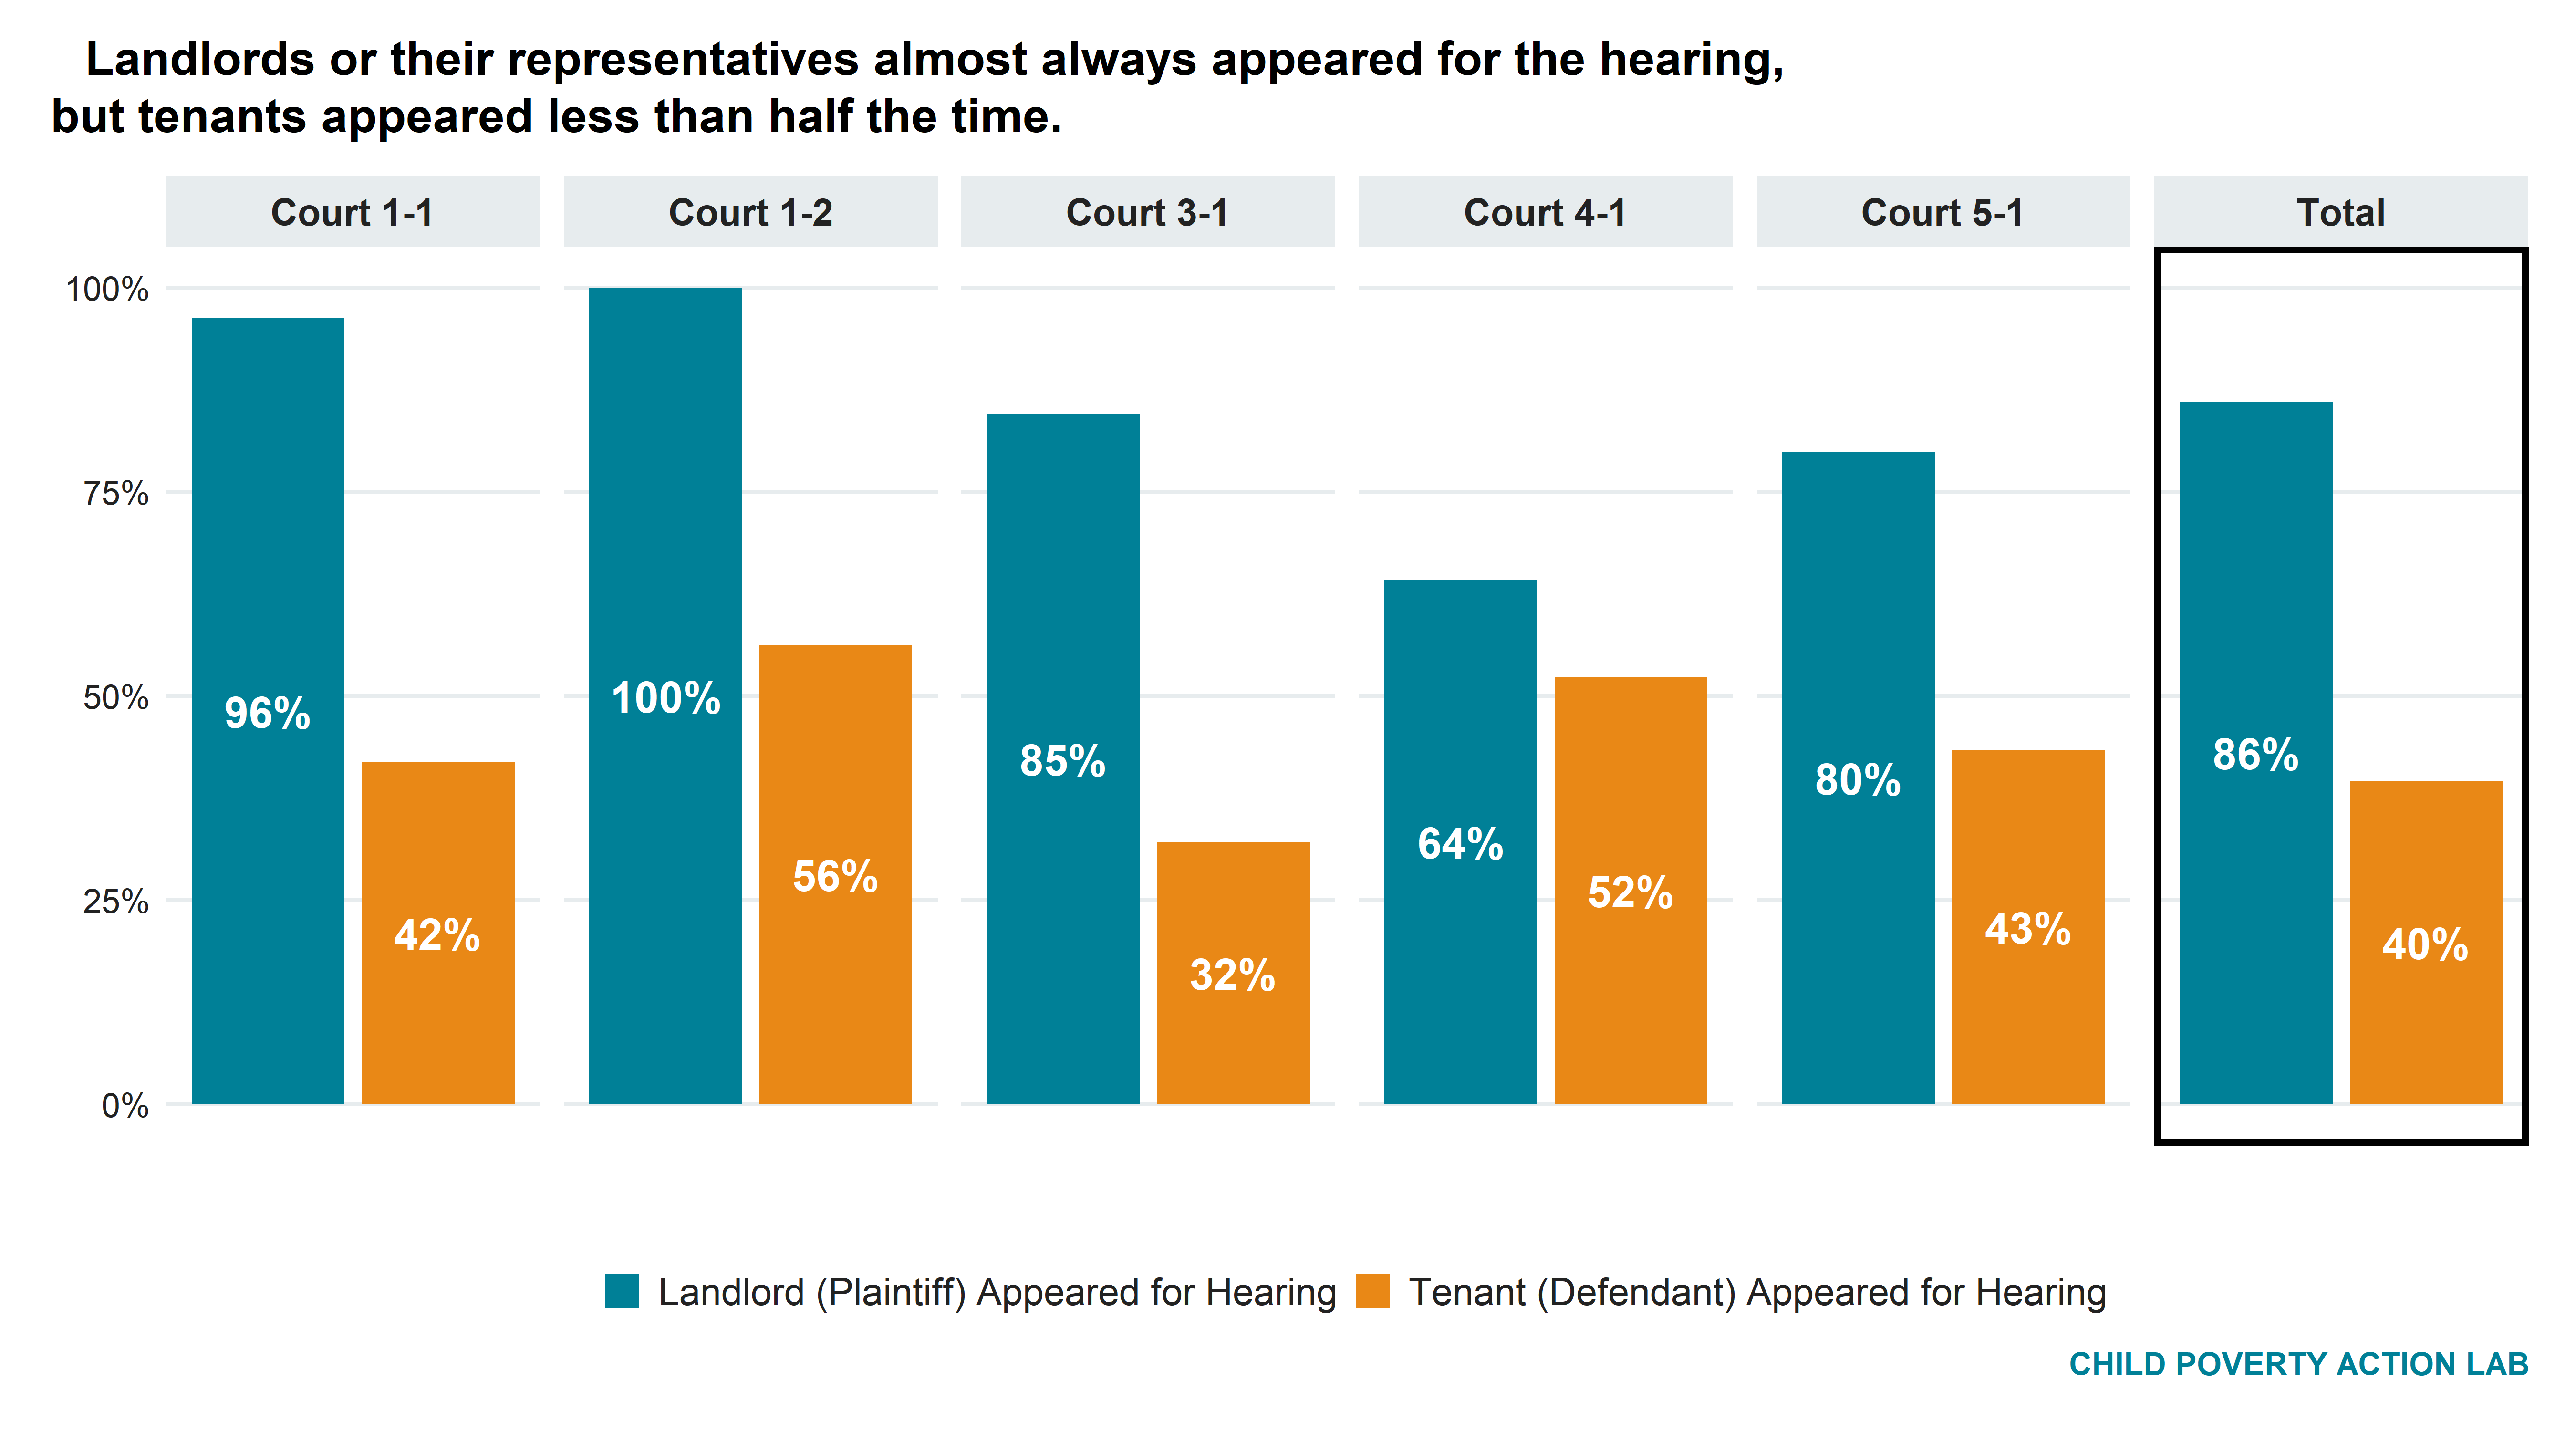 Landlords or their representatives almost always appeared for the hearing,
but tenants appeared less than half the time.
Court 1-1
Court 1-2
Court 3-1
Court 4-1
Court 5-1
Total
100%
75%
50%
25%
0%
96%
42%
100%
56%
85%
32%
64%
52%
80%
43%
86%
40%
Landlord (Plaintiff) Appeared for Hearing
Tenant (Defendant) Appeared for Hearing
CHILD POVERTY ACTION LAB